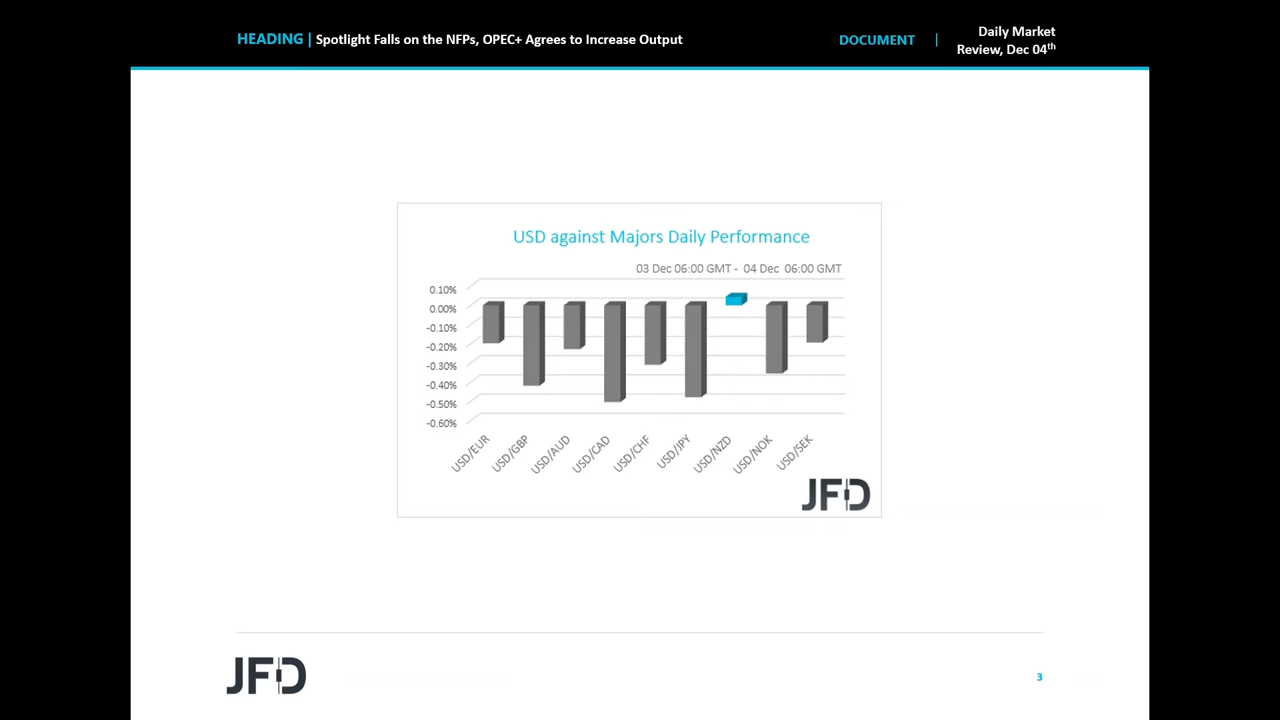 HEADING | Spotlight Falls on the NFPs, OPEC+ Agrees to Increase Output
DOCUMENT |
Daily Market
Review, Dec 04th
USD against Majors Daily Performance
03 Dec 06:00 GMT - 04 Dec 06:00 GMT
0.10%
0.00%
-0.10%
-0.20%
-0.30%
-0.40%
-0.50%
-0.60%
USD/EUR
USD/GBP
USD/AUD
USD/CAD
USD/CHF
USD/JPY
USD/NZD
USD/NOK
USD/SEK
JFD
JFD
3